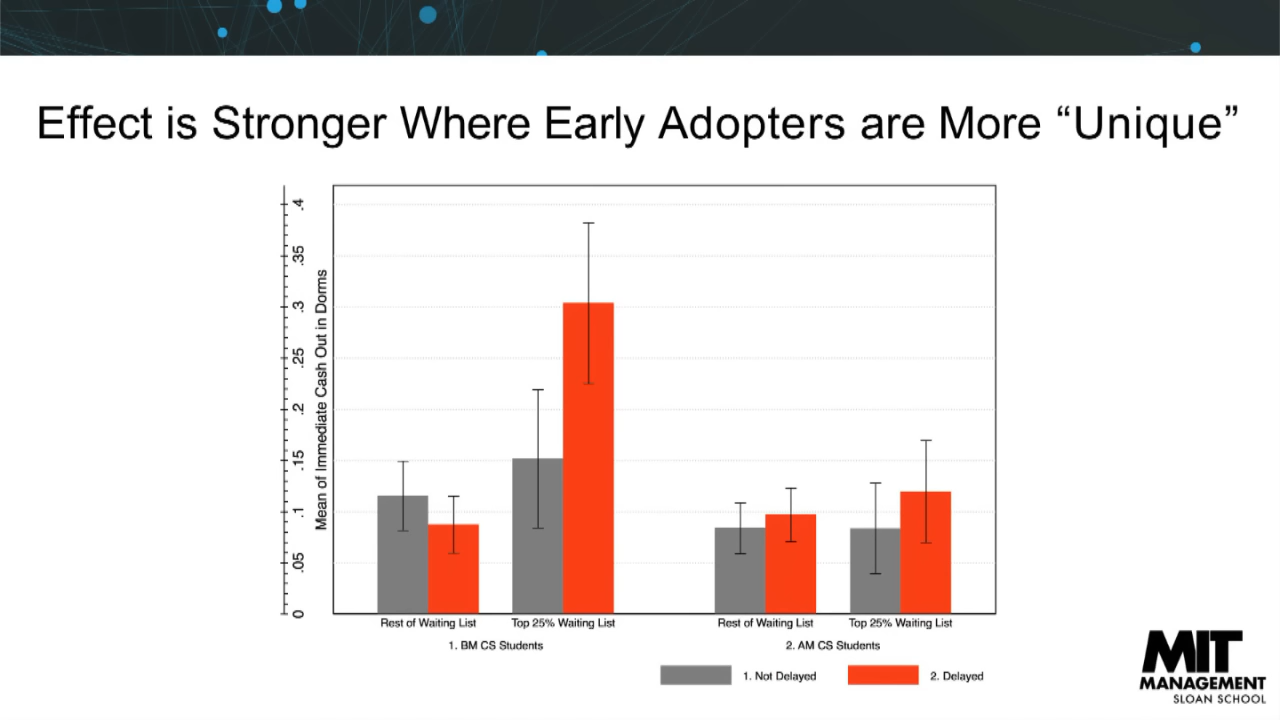 Effect is Stronger Where Early Adopters are More “Unique”
Mean of Immediate Cash Out in Dorms
.4
.35
.3
.25
.2
.15
.1
.05
0
Rest of Waiting List
Top 25% Waiting List
Rest of Waiting List
Top 25% Waiting List
1. BM CS Students
2. AM CS Students
1. Not Delayed
2. Delayed
MIT
MANAGEMENT
SLOAN SCHOOL